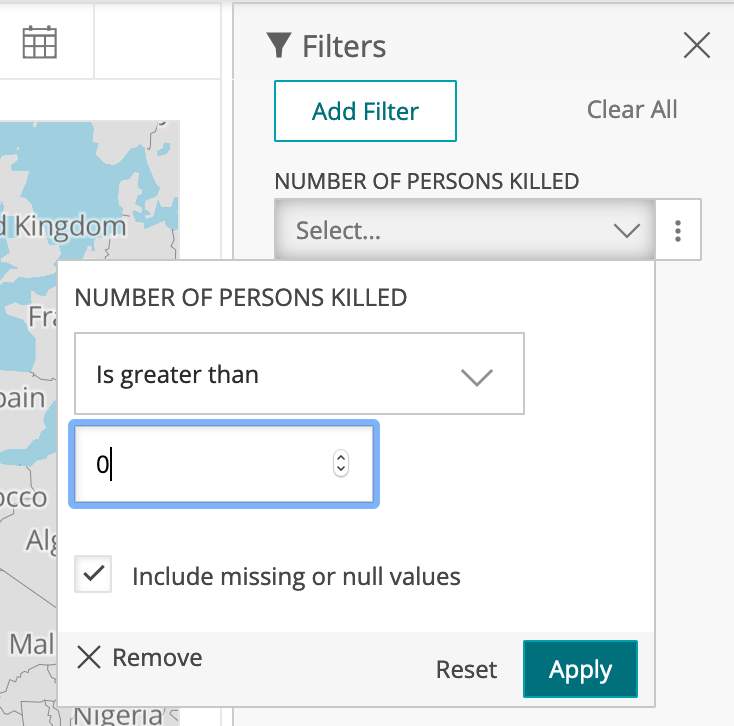 Filters
Add Filter
Clear All
NUMBER OF PERSONS KILLED
Select...
d Kingdom
NUMBER OF PERSONS KILLED
Fra
Is greater than
pain
0
occo
Alg
Include missing or null values
Mal
Remove
Reset
Apply
Nigeria